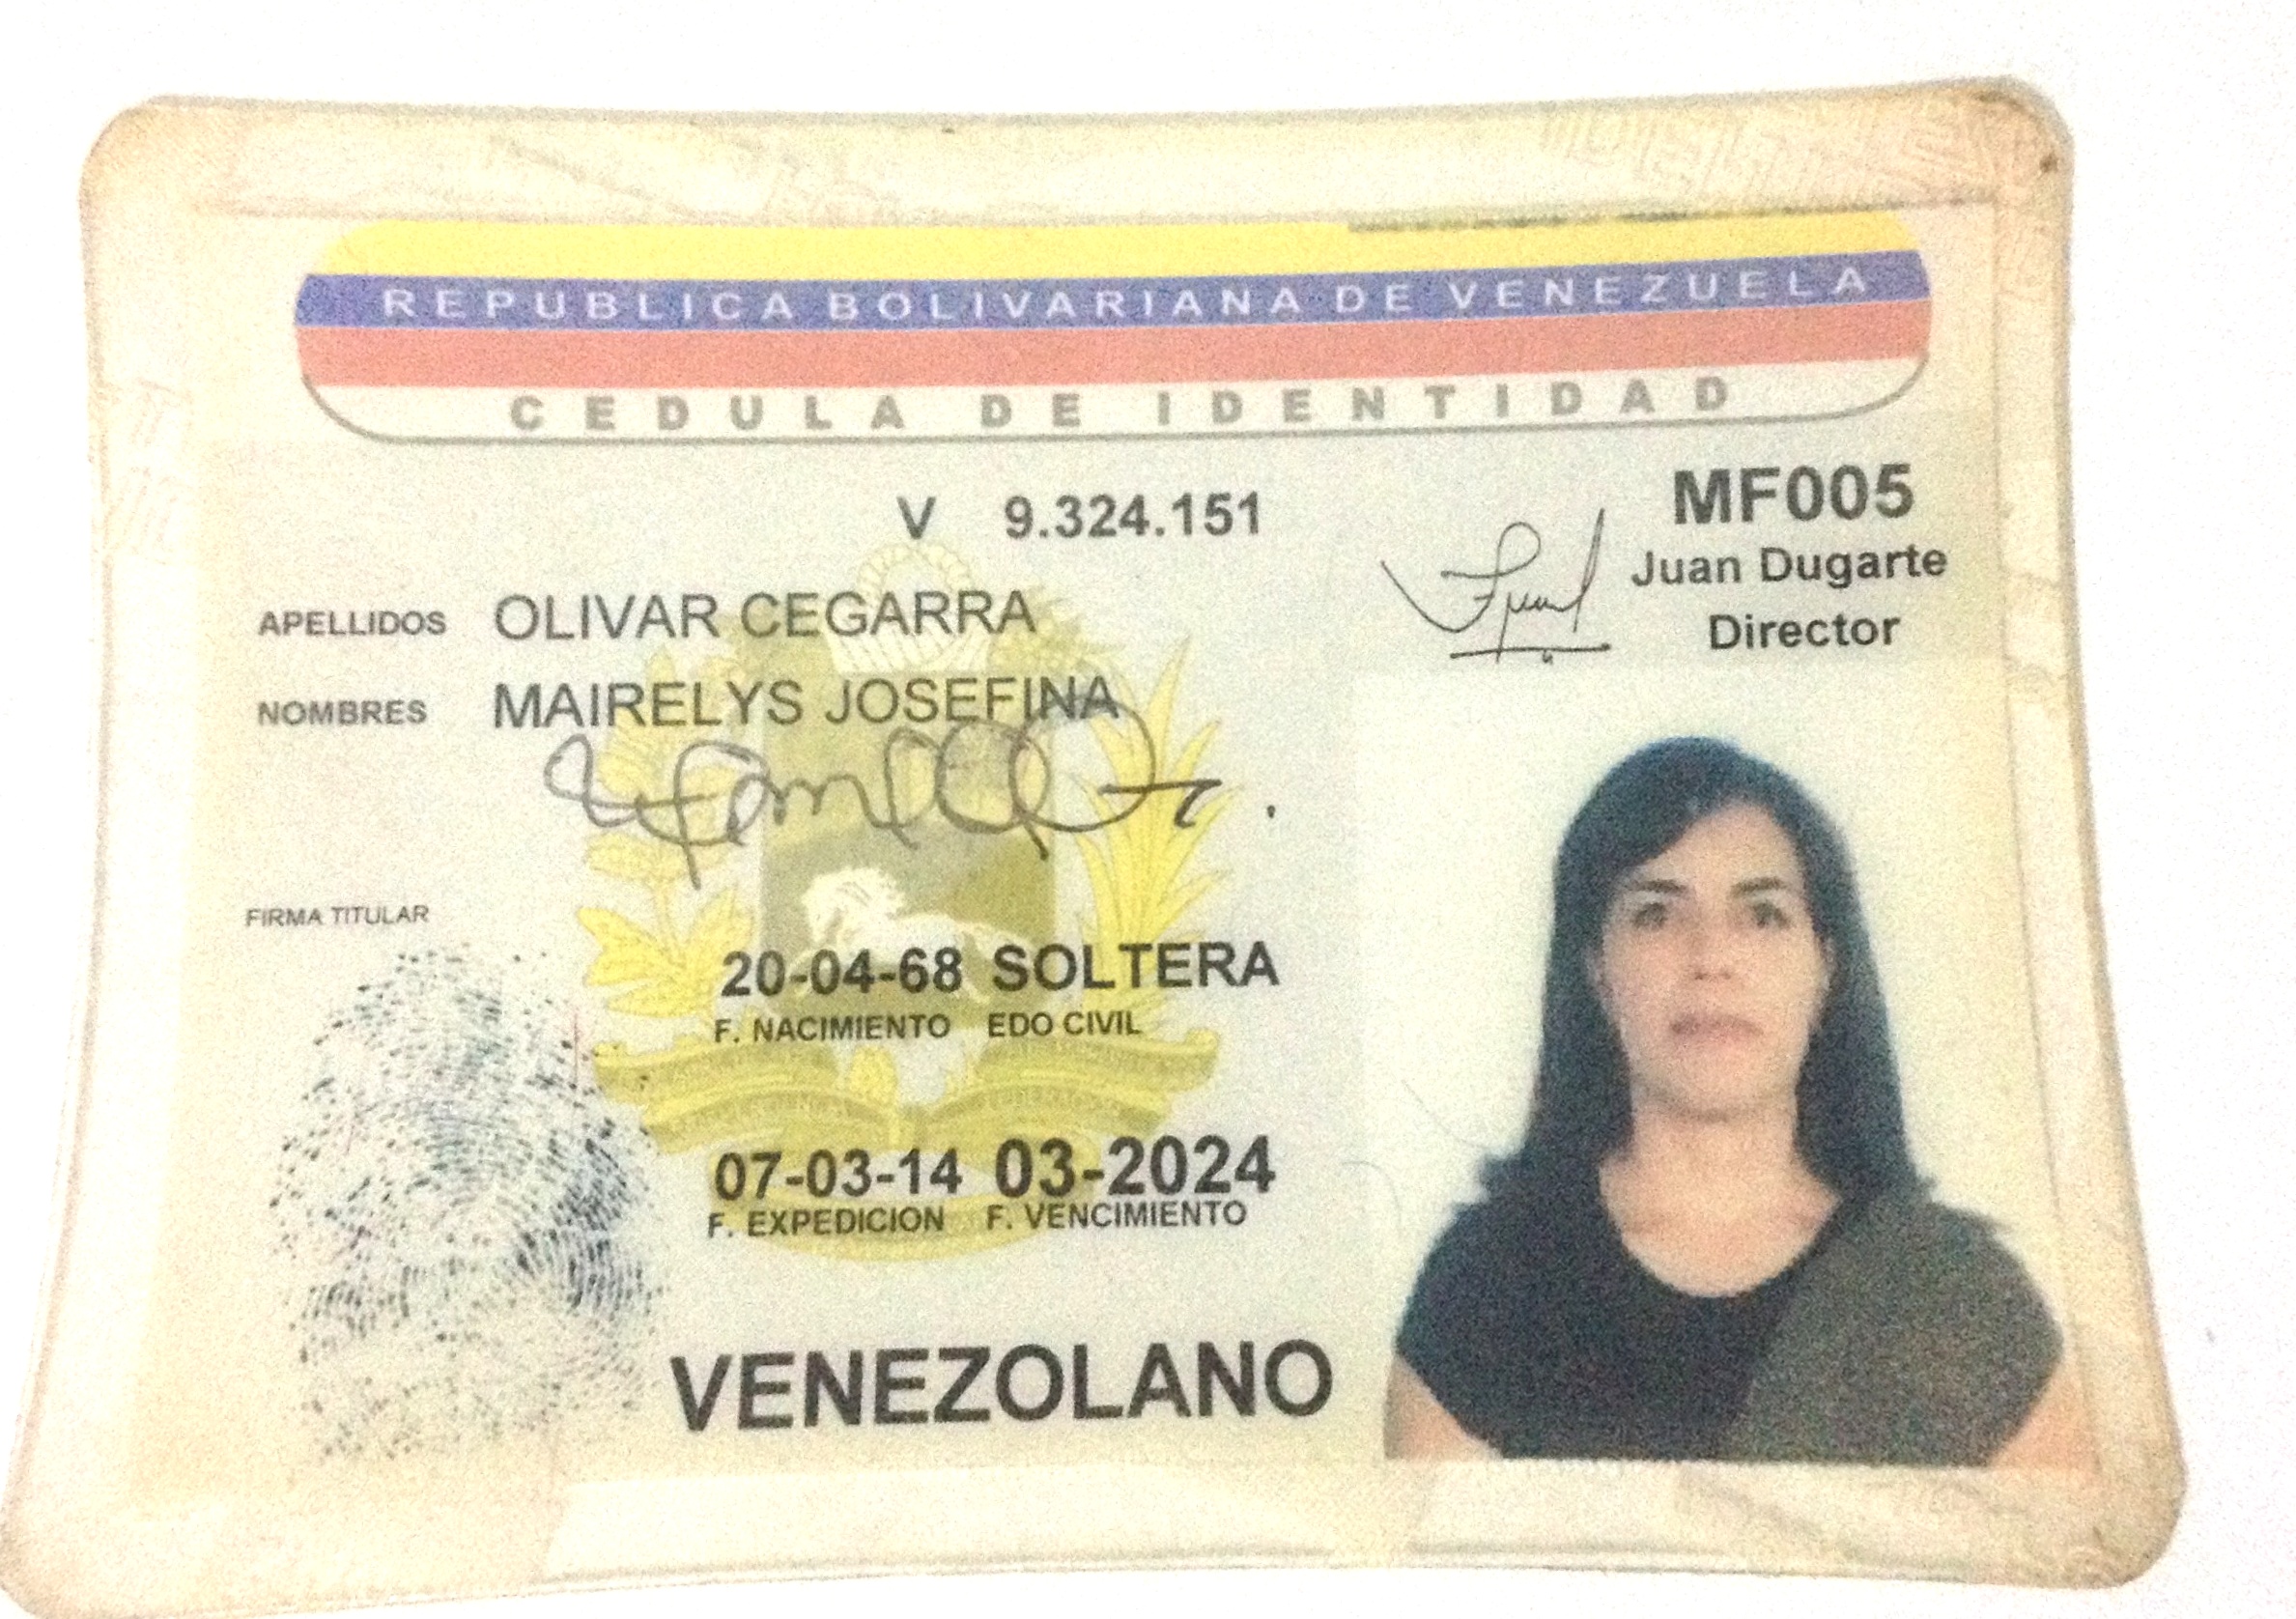 REPUBLICA BOLIVARIANA DE VENEZUELA
CEDULA DE IDENTIDAD
V 9.324.151
MF005
Juan Dugarte
Director
APELLIDOS OLIVAR CEGARRA
NOMBRES MAIRELYS JOSEFINA
FIRMA TITULAR
20-04-68 SOLTERA
F. NACIMIENTO EDO CIVIL
07-03-14 03-2024
F. EXPEDICION F. VENCIMIENTO
VENEZOLANO